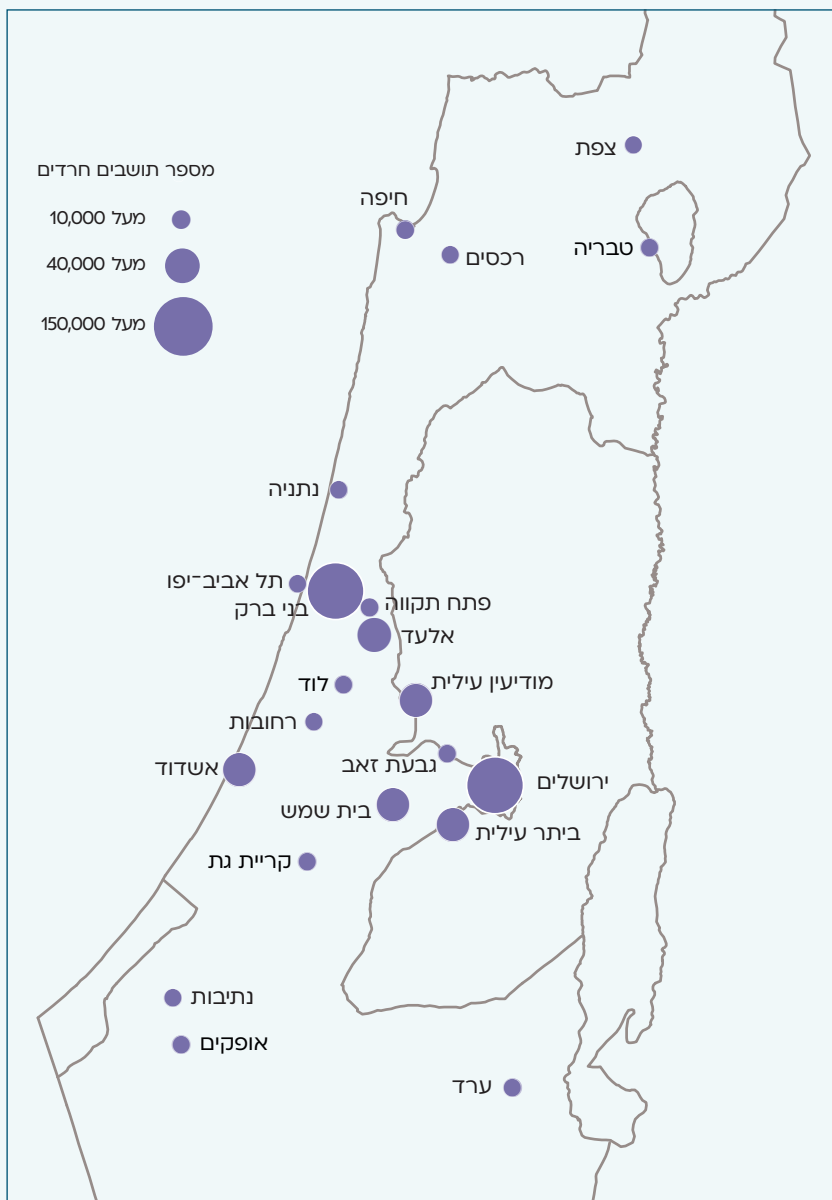 צפת
מספר תושבים חרדים
חיפה
מעל 10,000
טבריה
רכסים
מעל 40,000
מעל 150,000
נתניה
תל אביב-יפו
פתח תקווה
בני ברק
אלעד
מודיעין עילית
לוד
רחובות
גבעת זאב
אשדוד
ירושלים
בית שמש
ביתר עילית
קריית גת
נתיבות
אופקים
ערד